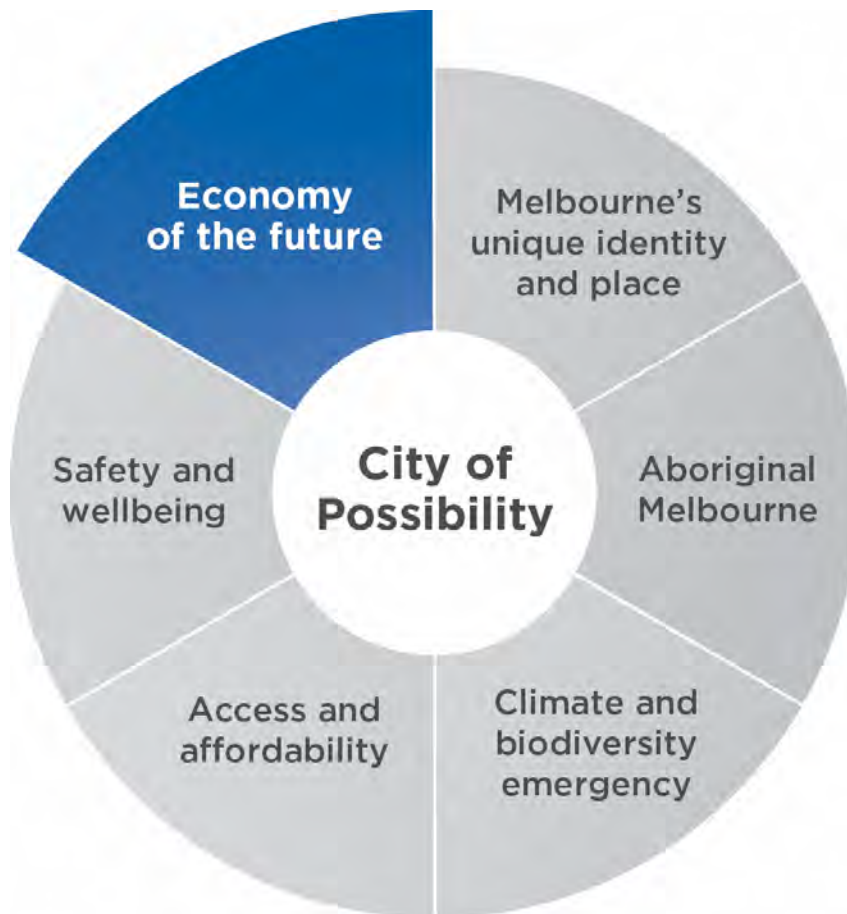 Economy
of the future
Melbourne’s
unique identity
and place
Aboriginal
Melbourne
Climate and
biodiversity
emergency
Access and
affordability
Safety and
wellbeing
City of
Possibility